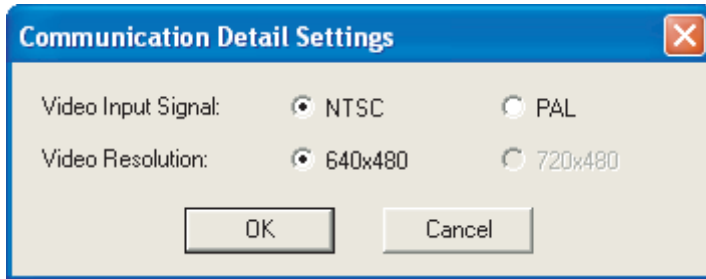 Communication Detail Settings
Video Input Signal: NTSC PAL
Video Resolution: 640x480 720x480
OK Cancel